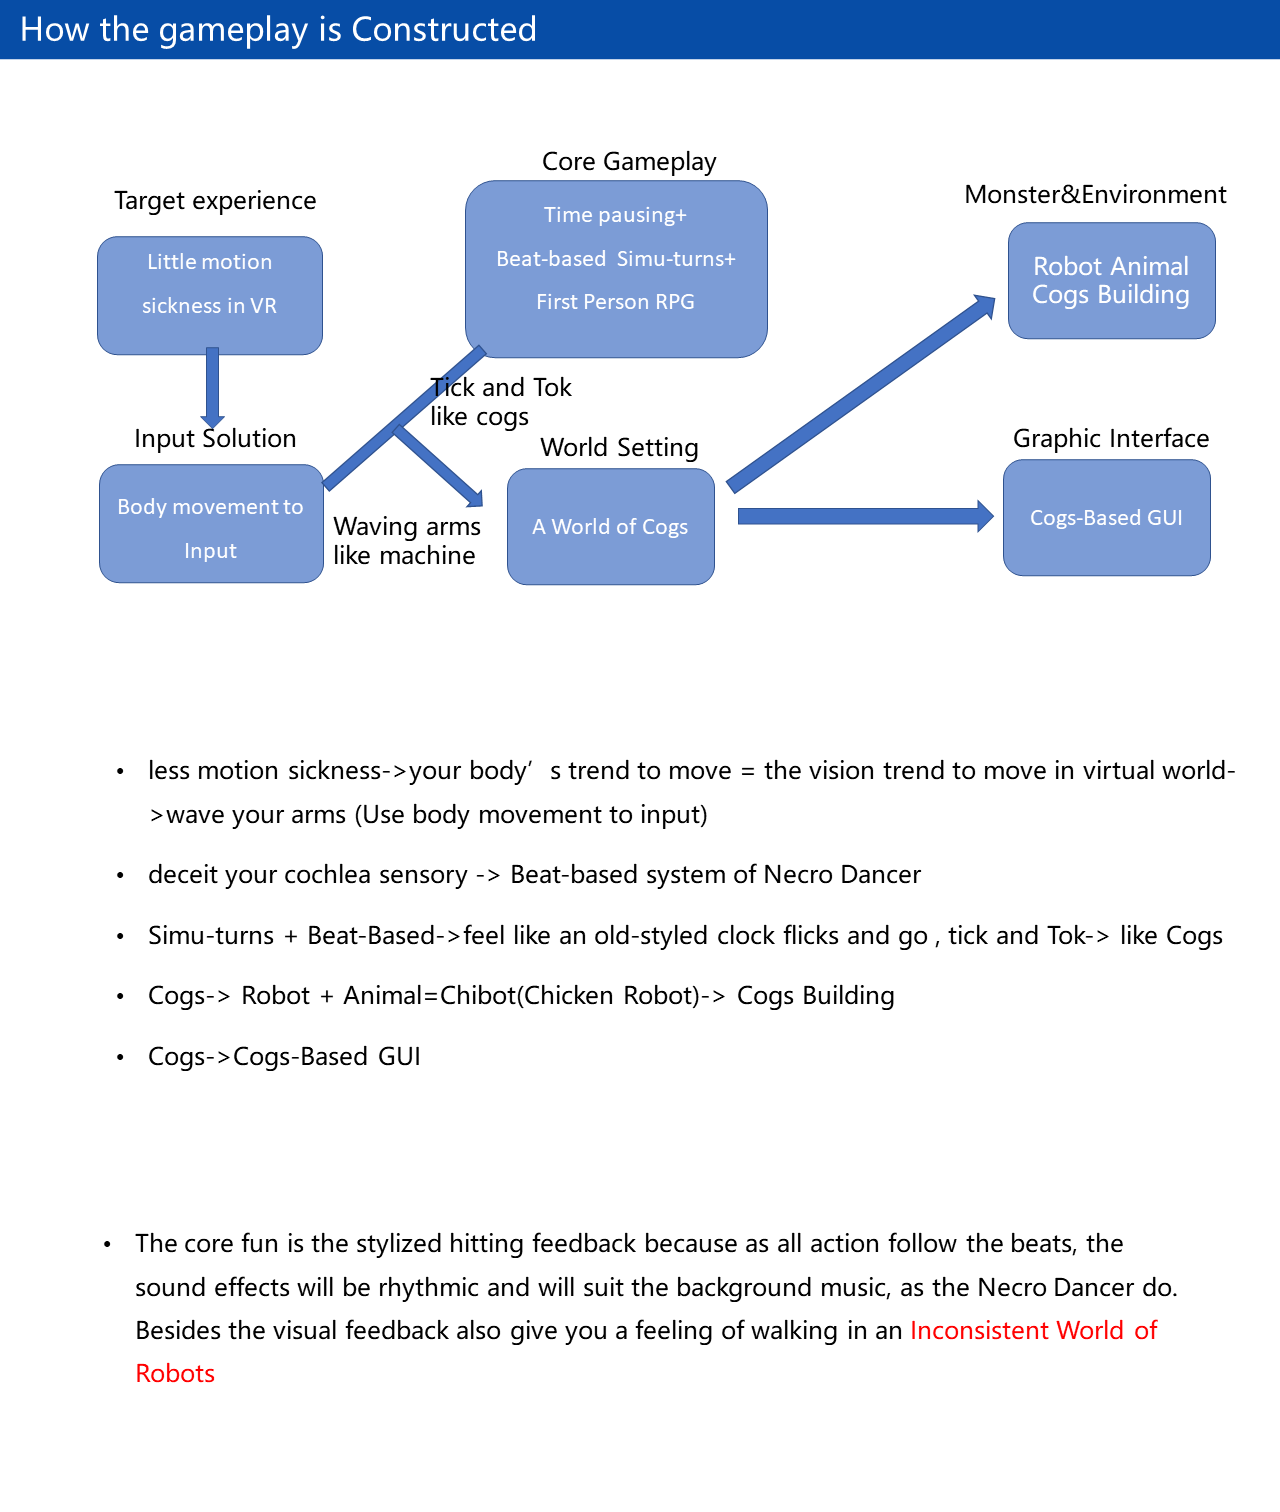 How the gameplay is Constructed
Core Gameplay
Target experience
Monster&Environment
Time pausing+
Beat-based Simu-turns+
First Person RPG
Little motion
sickness in VR
Robot Animal
Cogs Building
Tick and Tok
like cogs
Input Solution
World Setting
Graphic Interface
Body movement to
Input
Waving arms
like machine
A World of Cogs
Cogs-Based GUI
• less motion sickness->your body’s trend to move = the vision trend to move in virtual world-
>wave your arms (Use body movement to input)
• deceit your cochlea sensory -> Beat-based system of Necro Dancer
• Simu-turns + Beat-Based->feel like an old-styled clock flicks and go , tick and Tok-> like Cogs
• Cogs-> Robot + Animal=Chibot(Chicken Robot)-> Cogs Building
• Cogs->Cogs-Based GUI
• The core fun is the stylized hitting feedback because as all action follow the beats, the
sound effects will be rhythmic and will suit the background music, as the Necro Dancer do.
Besides the visual feedback also give you a feeling of walking in an Inconsistent World of
Robots